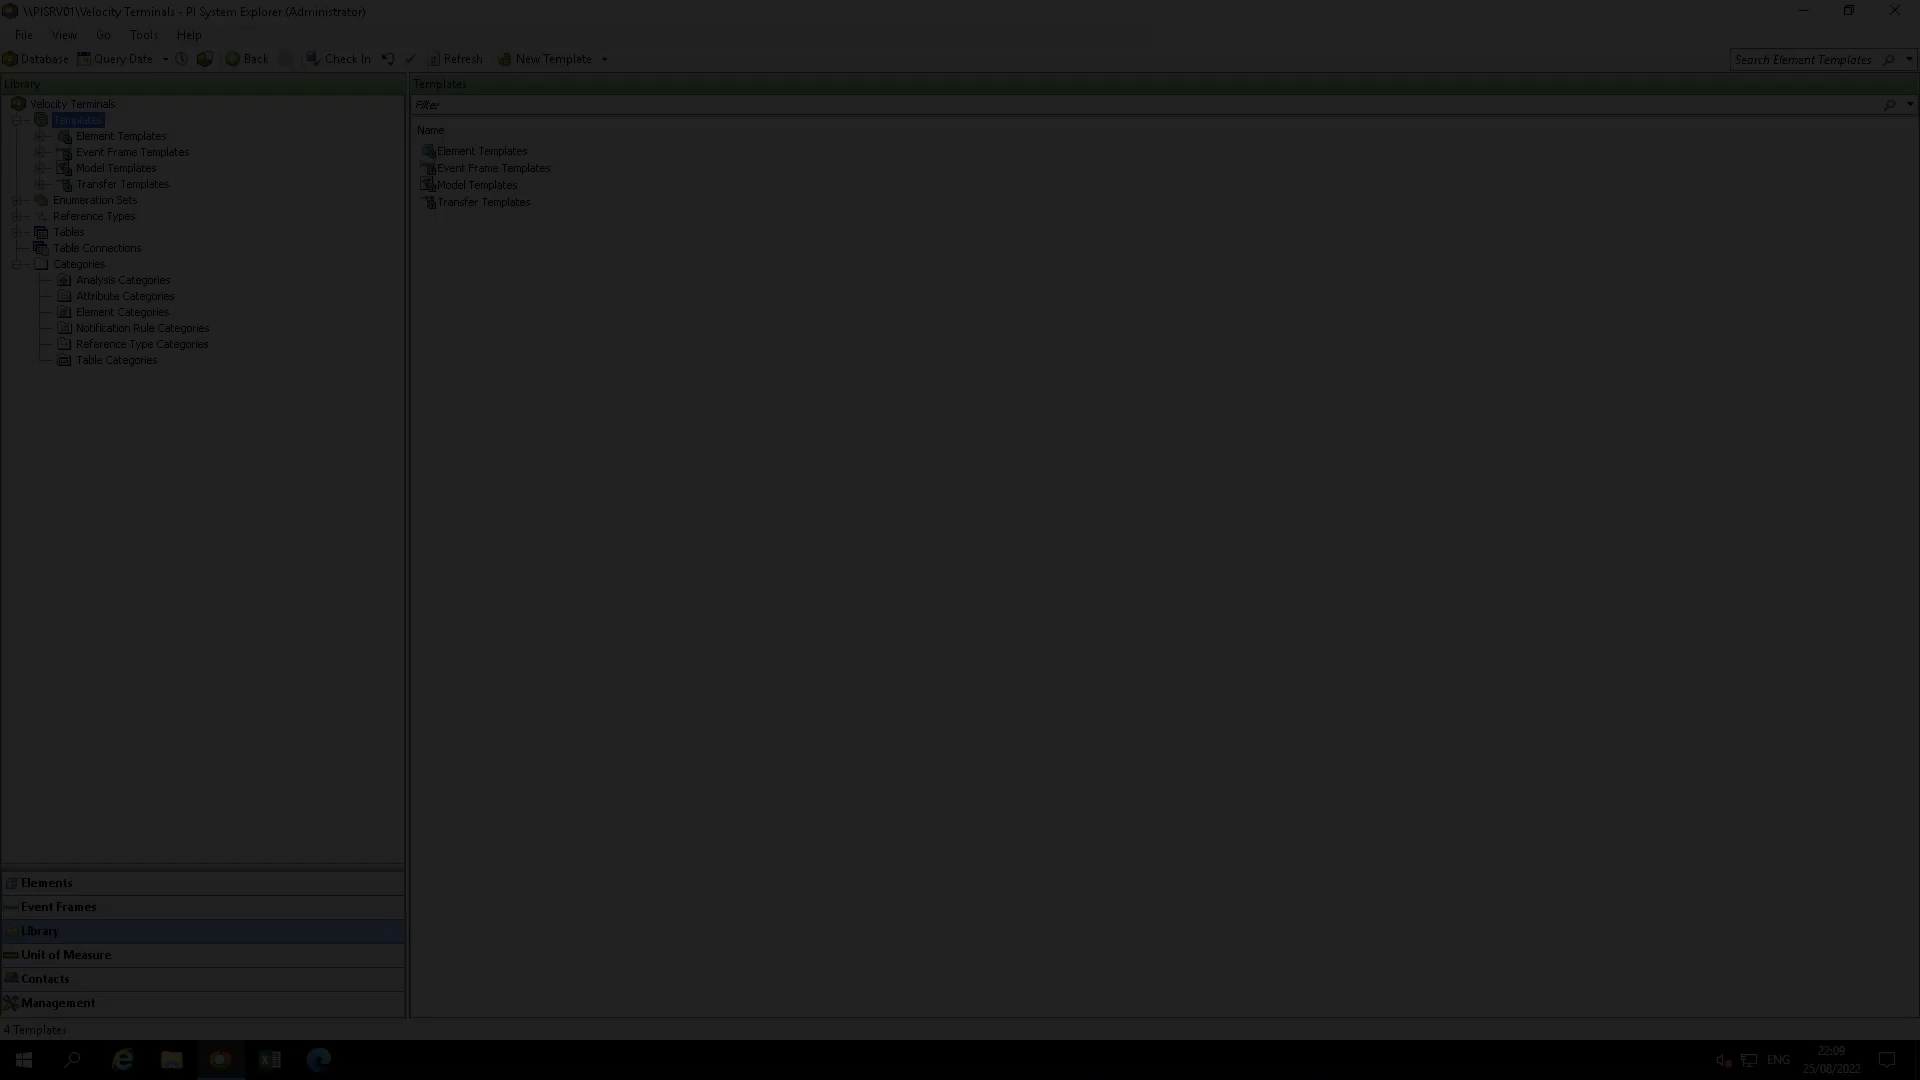 \\PISRV01\Velocity Terminals - PI System Explorer (Administrator)
File View Go Tools Help
Database Query Date Back Check In Refresh New Template Search Element Templates
Library
Templates
Velocity Terminals
Templates
Element Templates
Event Frame Templates
Model Templates
Transfer Templates
Enumeration Sets
Reference Types
Tables
Table Connections
Categories
Analysis Categories
Attribute Categories
Element Categories
Notification Rule Categories
Reference Type Categories
Table Categories
Filter
Name
Element Templates
Event Frame Templates
Model Templates
Transfer Templates
Elements
Event Frames
Library
Unit of Measure
Contacts
Management
4 Templates
ENG
22:09
25/08/2022